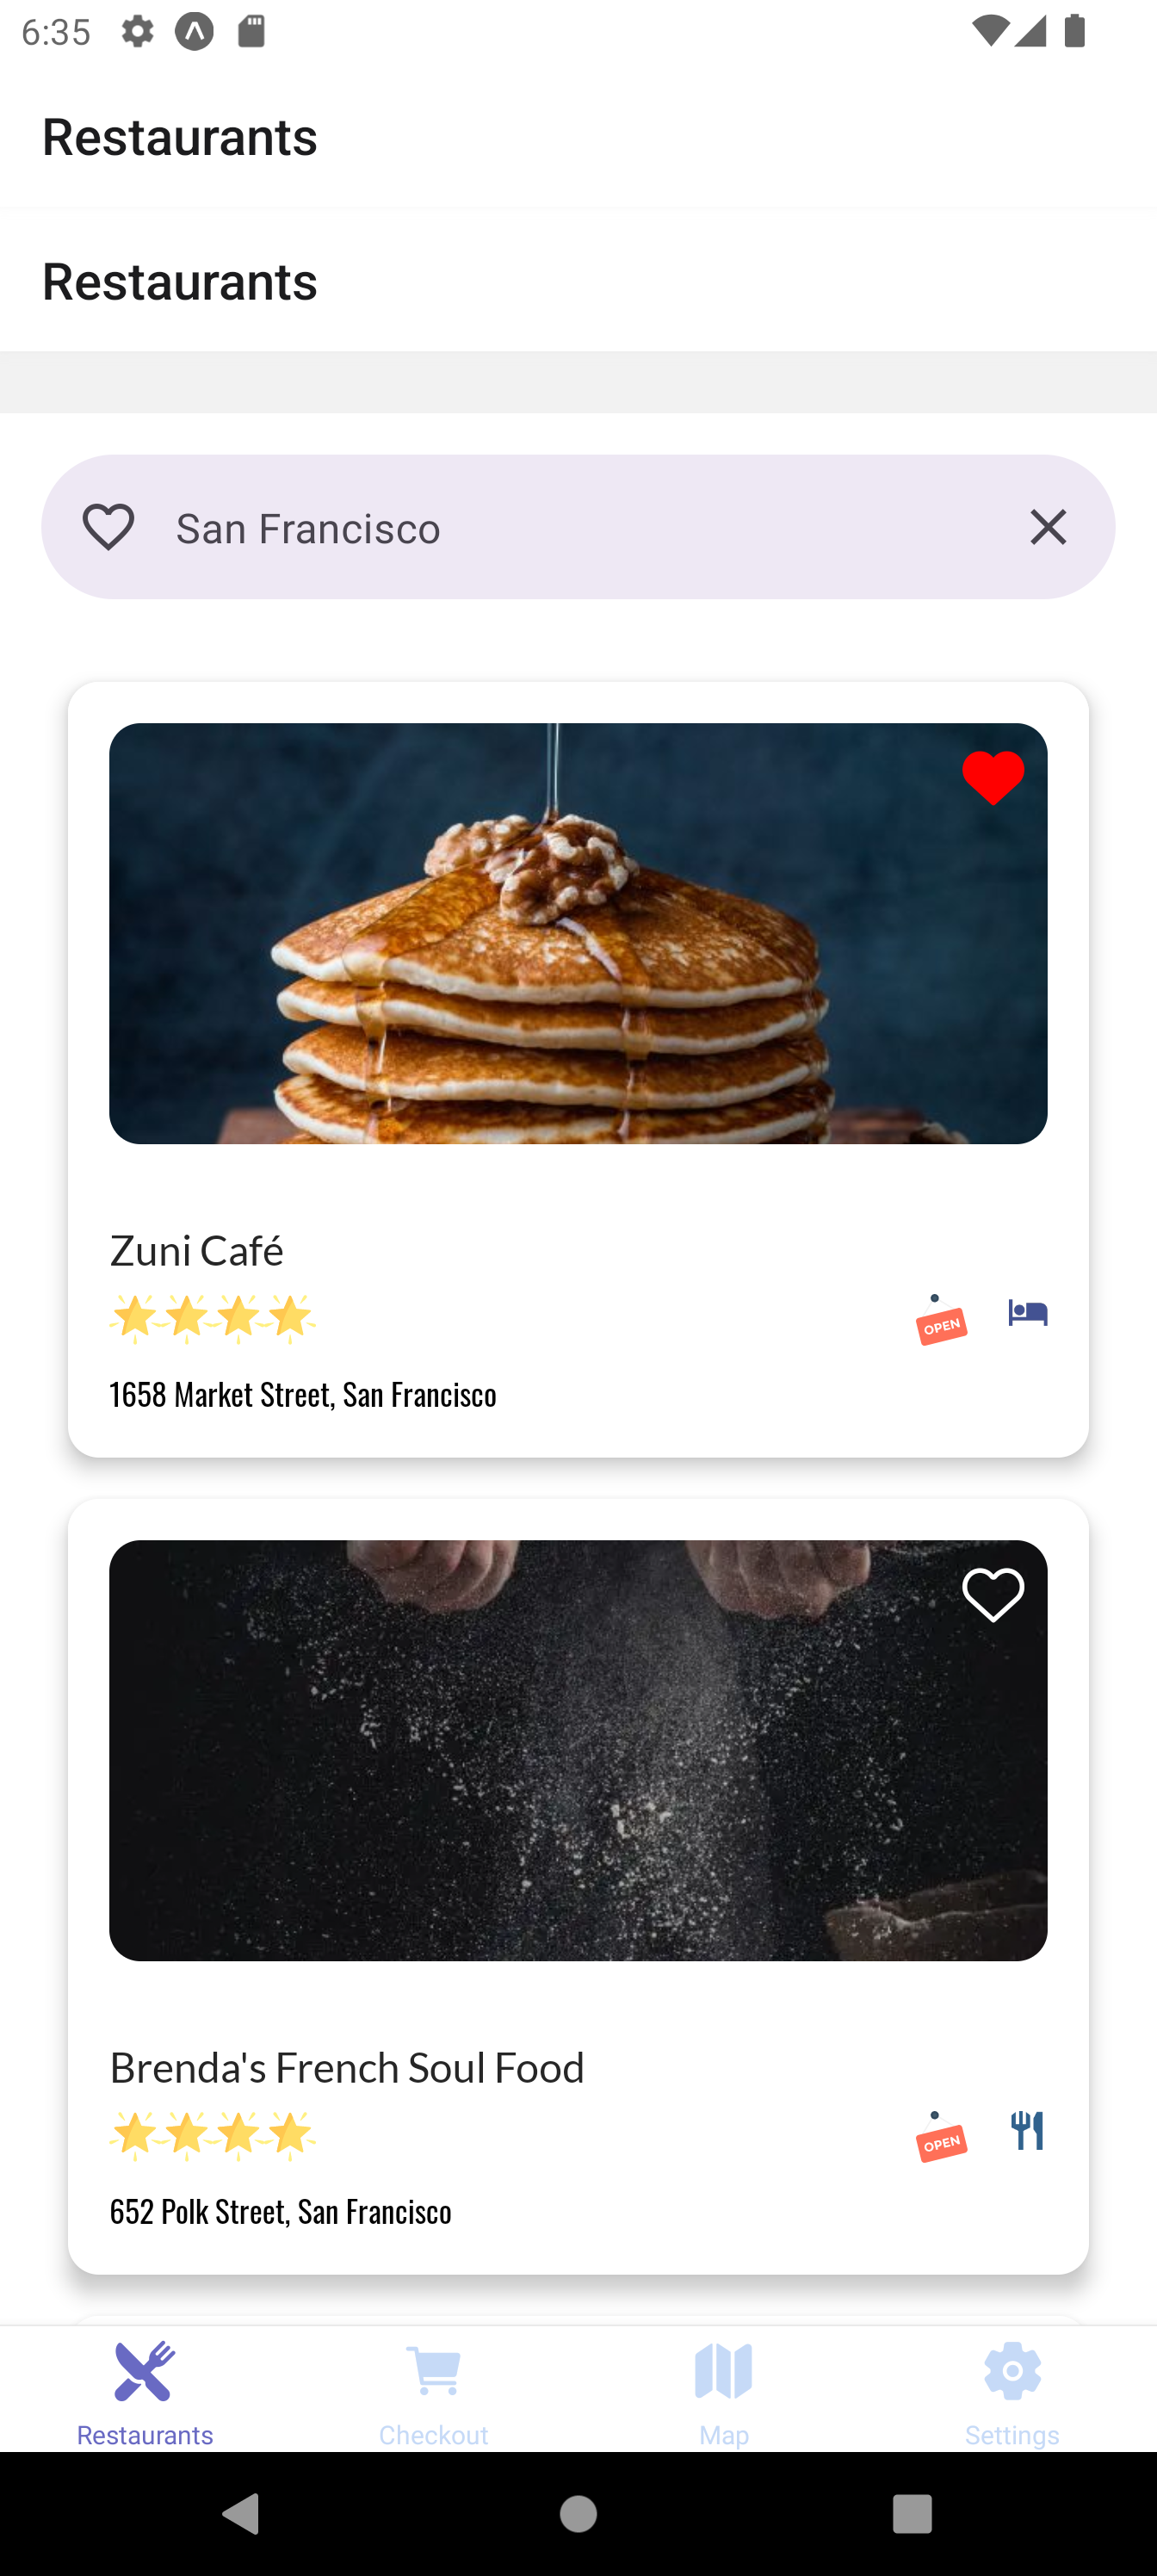 6:35
Restaurants
Restaurants
San Francisco
Zuni Café
OPEN
1658 Market Street, San Francisco
Brenda's French Soul Food
OPEN
652 Polk Street, San Francisco
Restaurants Checkout Map Settings